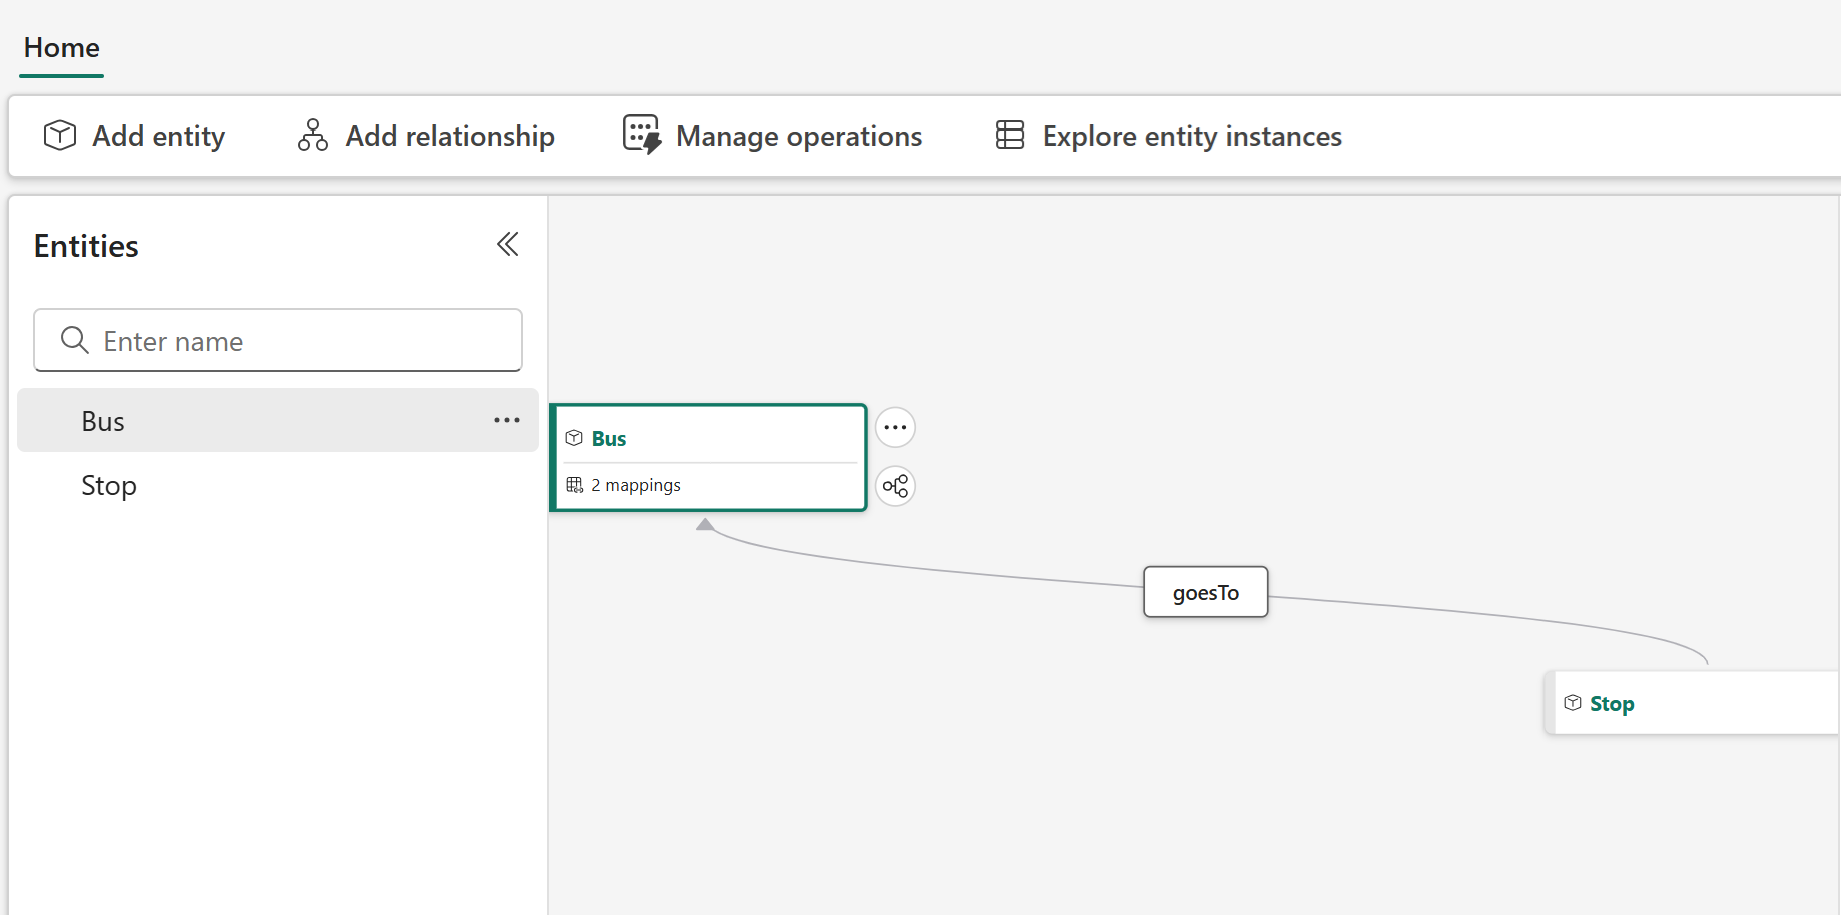 Home
Add entity
Add relationship
Manage operations
Explore entity instances
Entities
Enter name
Bus
Stop
Bus
2 mappings
goesTo
Stop